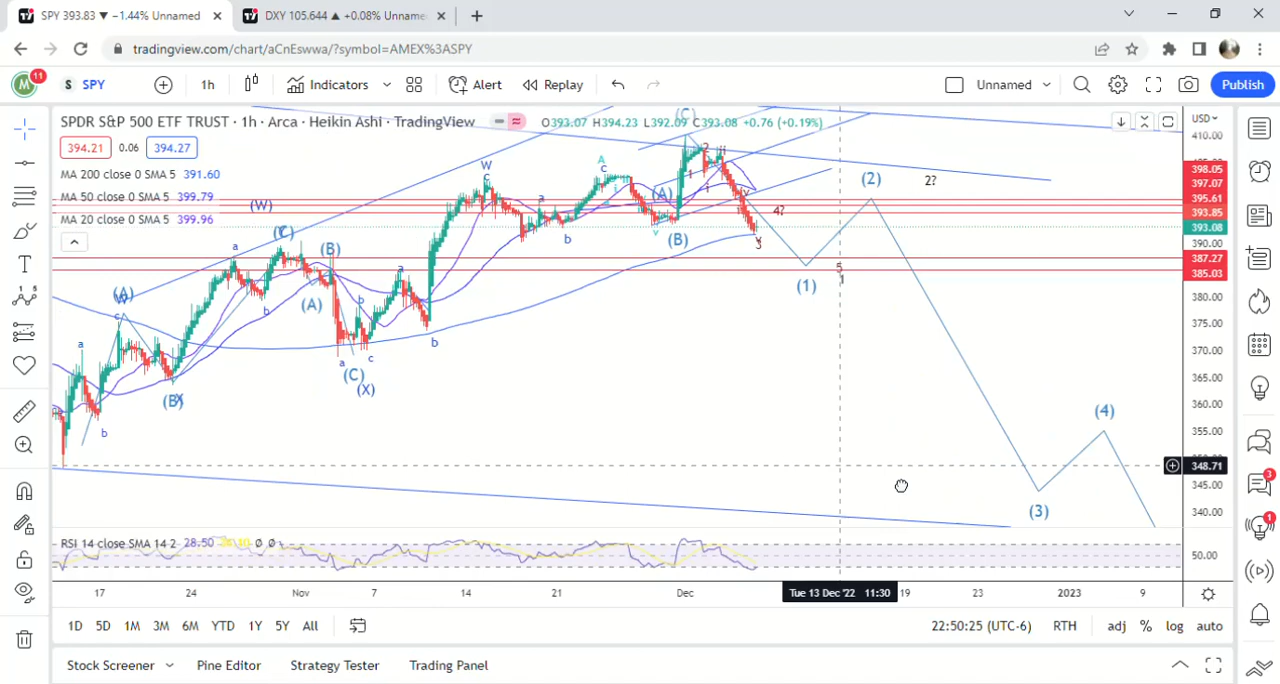 SPY 393.83 ▼ −1.44% Unnamed
DXY 105.644 ▲ +0.08% Unname
tradingview.com/chart/aCnEswwa/?symbol=AMEX%3ASPY
M 11 S SPY 1h Indicators Alert Replay Unnamed Publish
SPDR S&P 500 ETF TRUST · 1h · Arca · Heikin Ashi · TradingView O393.07 H394.23 L392.09 C393.08 +0.76 (+0.19%)
USD
394.21 0.06 394.27
MA 200 close 0 SMA 5 391.60
MA 50 close 0 SMA 5 399.79
MA 20 close 0 SMA 5 399.96
410.00
398.05
397.07
395.61
393.85
393.08
390.00
387.27
385.03
380.00
375.00
370.00
365.00
360.00
355.00
348.71
345.00
340.00
(C)
2 ii
1 i
A
c
W
c
(A)
(2)
2?
4?
(W)
a
(C)
(B)
a
b
v
(B)
v
3
5
1
(1)
(A)
W
c
b
(A)
a
b
a
b
a
c
(C)
(X)
b
(B)
X
b
(4)
(3)
RSI 14 close SMA 14 2 28.50 Ø Ø
50.00
17 24 Nov 7 14 21 Dec Tue 13 Dec '22 11:30 19 23 2023 9
1D 5D 1M 3M 6M YTD 1Y 5Y All 22:50:25 (UTC-6) RTH adj % log auto
Stock Screener Pine Editor Strategy Tester Trading Panel
3
1